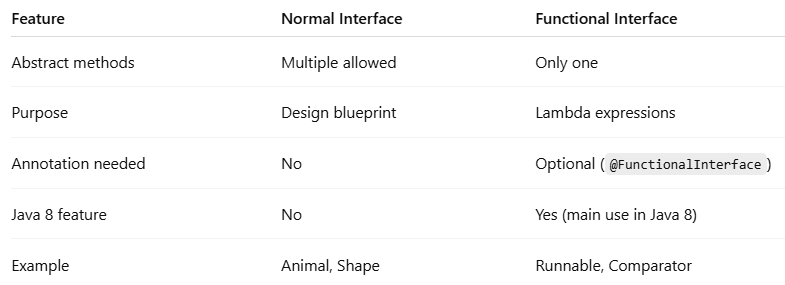 Feature Normal Interface Functional Interface
Abstract methods Multiple allowed Only one
Purpose Design blueprint Lambda expressions
Annotation needed No Optional (@FunctionalInterface)
Java 8 feature No Yes (main use in Java 8)
Example Animal, Shape Runnable, Comparator